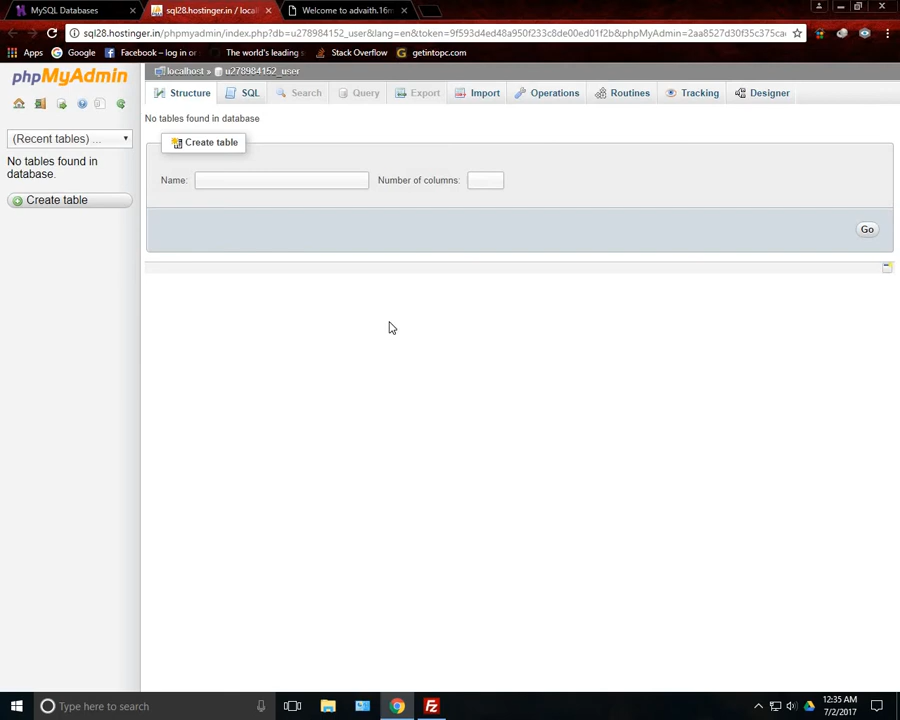 MySQL Databases
sql28.hostinger.in / local
Welcome to advaith.16m
sql28.hostinger.in/phpmyadmin/index.php?db=u278984152_user&lang=en&token=9f593d4ed48a950f233c8de00ed01f2b&phpMyAdmin=2aa8527d30f35c375cac
Apps
Google
Facebook – log in or
The world's leading s
Stack Overflow
getintopc.com
phpMyAdmin
localhost » u278984152_user
Structure
SQL
Search
Query
Export
Import
Operations
Routines
Tracking
Designer
(Recent tables) ...
No tables found in
database.
Create table
No tables found in database
Create table
Name:
Number of columns:
Go
Type here to search
12:35 AM
7/2/2017